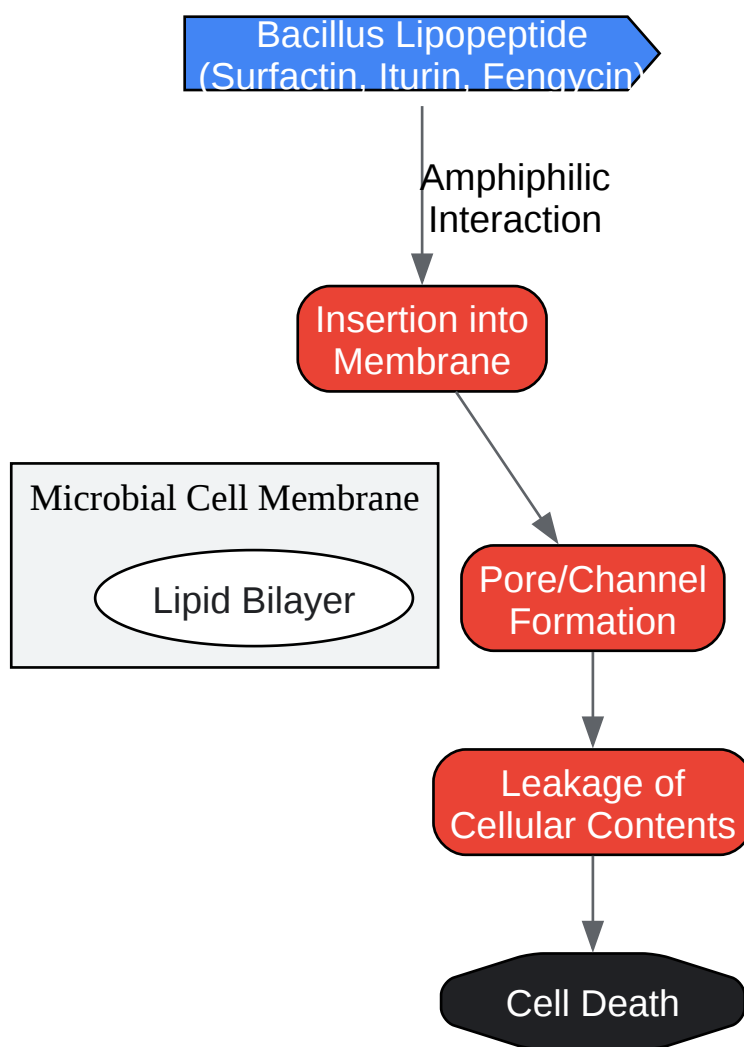 Bacillus Lipopeptide
(Surfactin, Iturin, Fengycin)
Amphiphilic
Interaction
Insertion into
Membrane
Microbial Cell Membrane
Lipid Bilayer
Pore/Channel
Formation
Leakage of
Cellular Contents
Cell Death